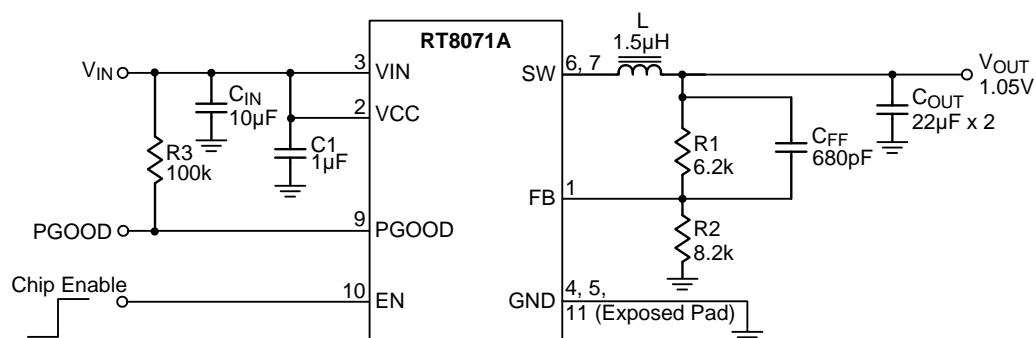 RT8071A
L
1.5µH
VIN
3
VIN
SW
6, 7
VOUT
1.05V
CIN
10µF
2
VCC
COUT
22µF x 2
C1
1µF
R3
100k
R1
6.2k
CFF
680pF
FB
1
PGOOD
9
PGOOD
R2
8.2k
Chip Enable
10
EN
GND
4, 5,
11 (Exposed Pad)